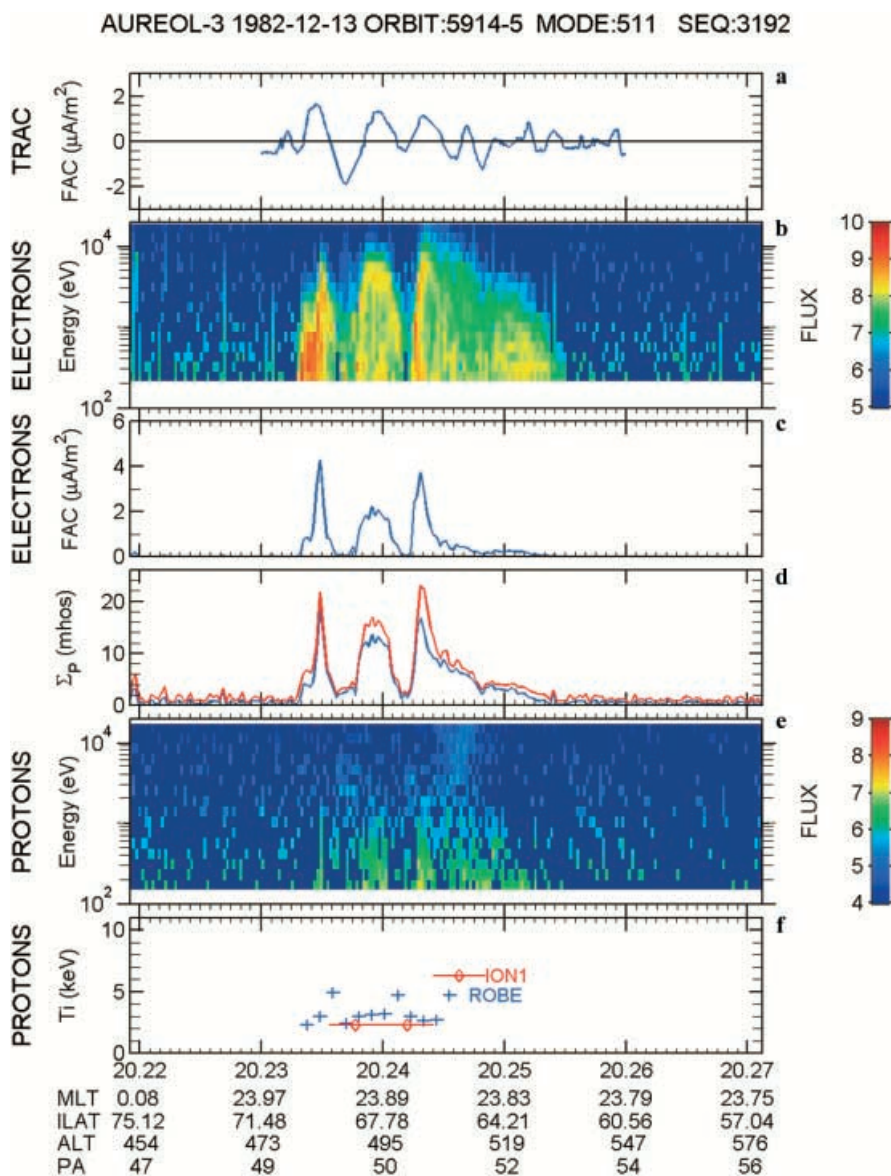 AUREOL-3 1982-12-13 ORBIT:5914-5 MODE:511 SEQ:3192
a
TRAC
FAC (μA/m²)
2
0
-2
b
ELECTRONS
Energy (eV)
10⁴
10²
10
9
8
7
6
5
FLUX
c
ELECTRONS
FAC (μA/m²)
6
4
2
0
d
Σ_P (mhos)
20
10
0
e
PROTONS
Energy (eV)
10⁴
10²
9
8
7
6
5
4
FLUX
f
PROTONS
Ti (keV)
10
5
0
ION1
ROBE
20.22 20.23 20.24 20.25 20.26 20.27
MLT 0.08 23.97 23.89 23.83 23.79 23.75
ILAT 75.12 71.48 67.78 64.21 60.56 57.04
ALT 454 473 495 519 547 576
PA 47 49 50 52 54 56